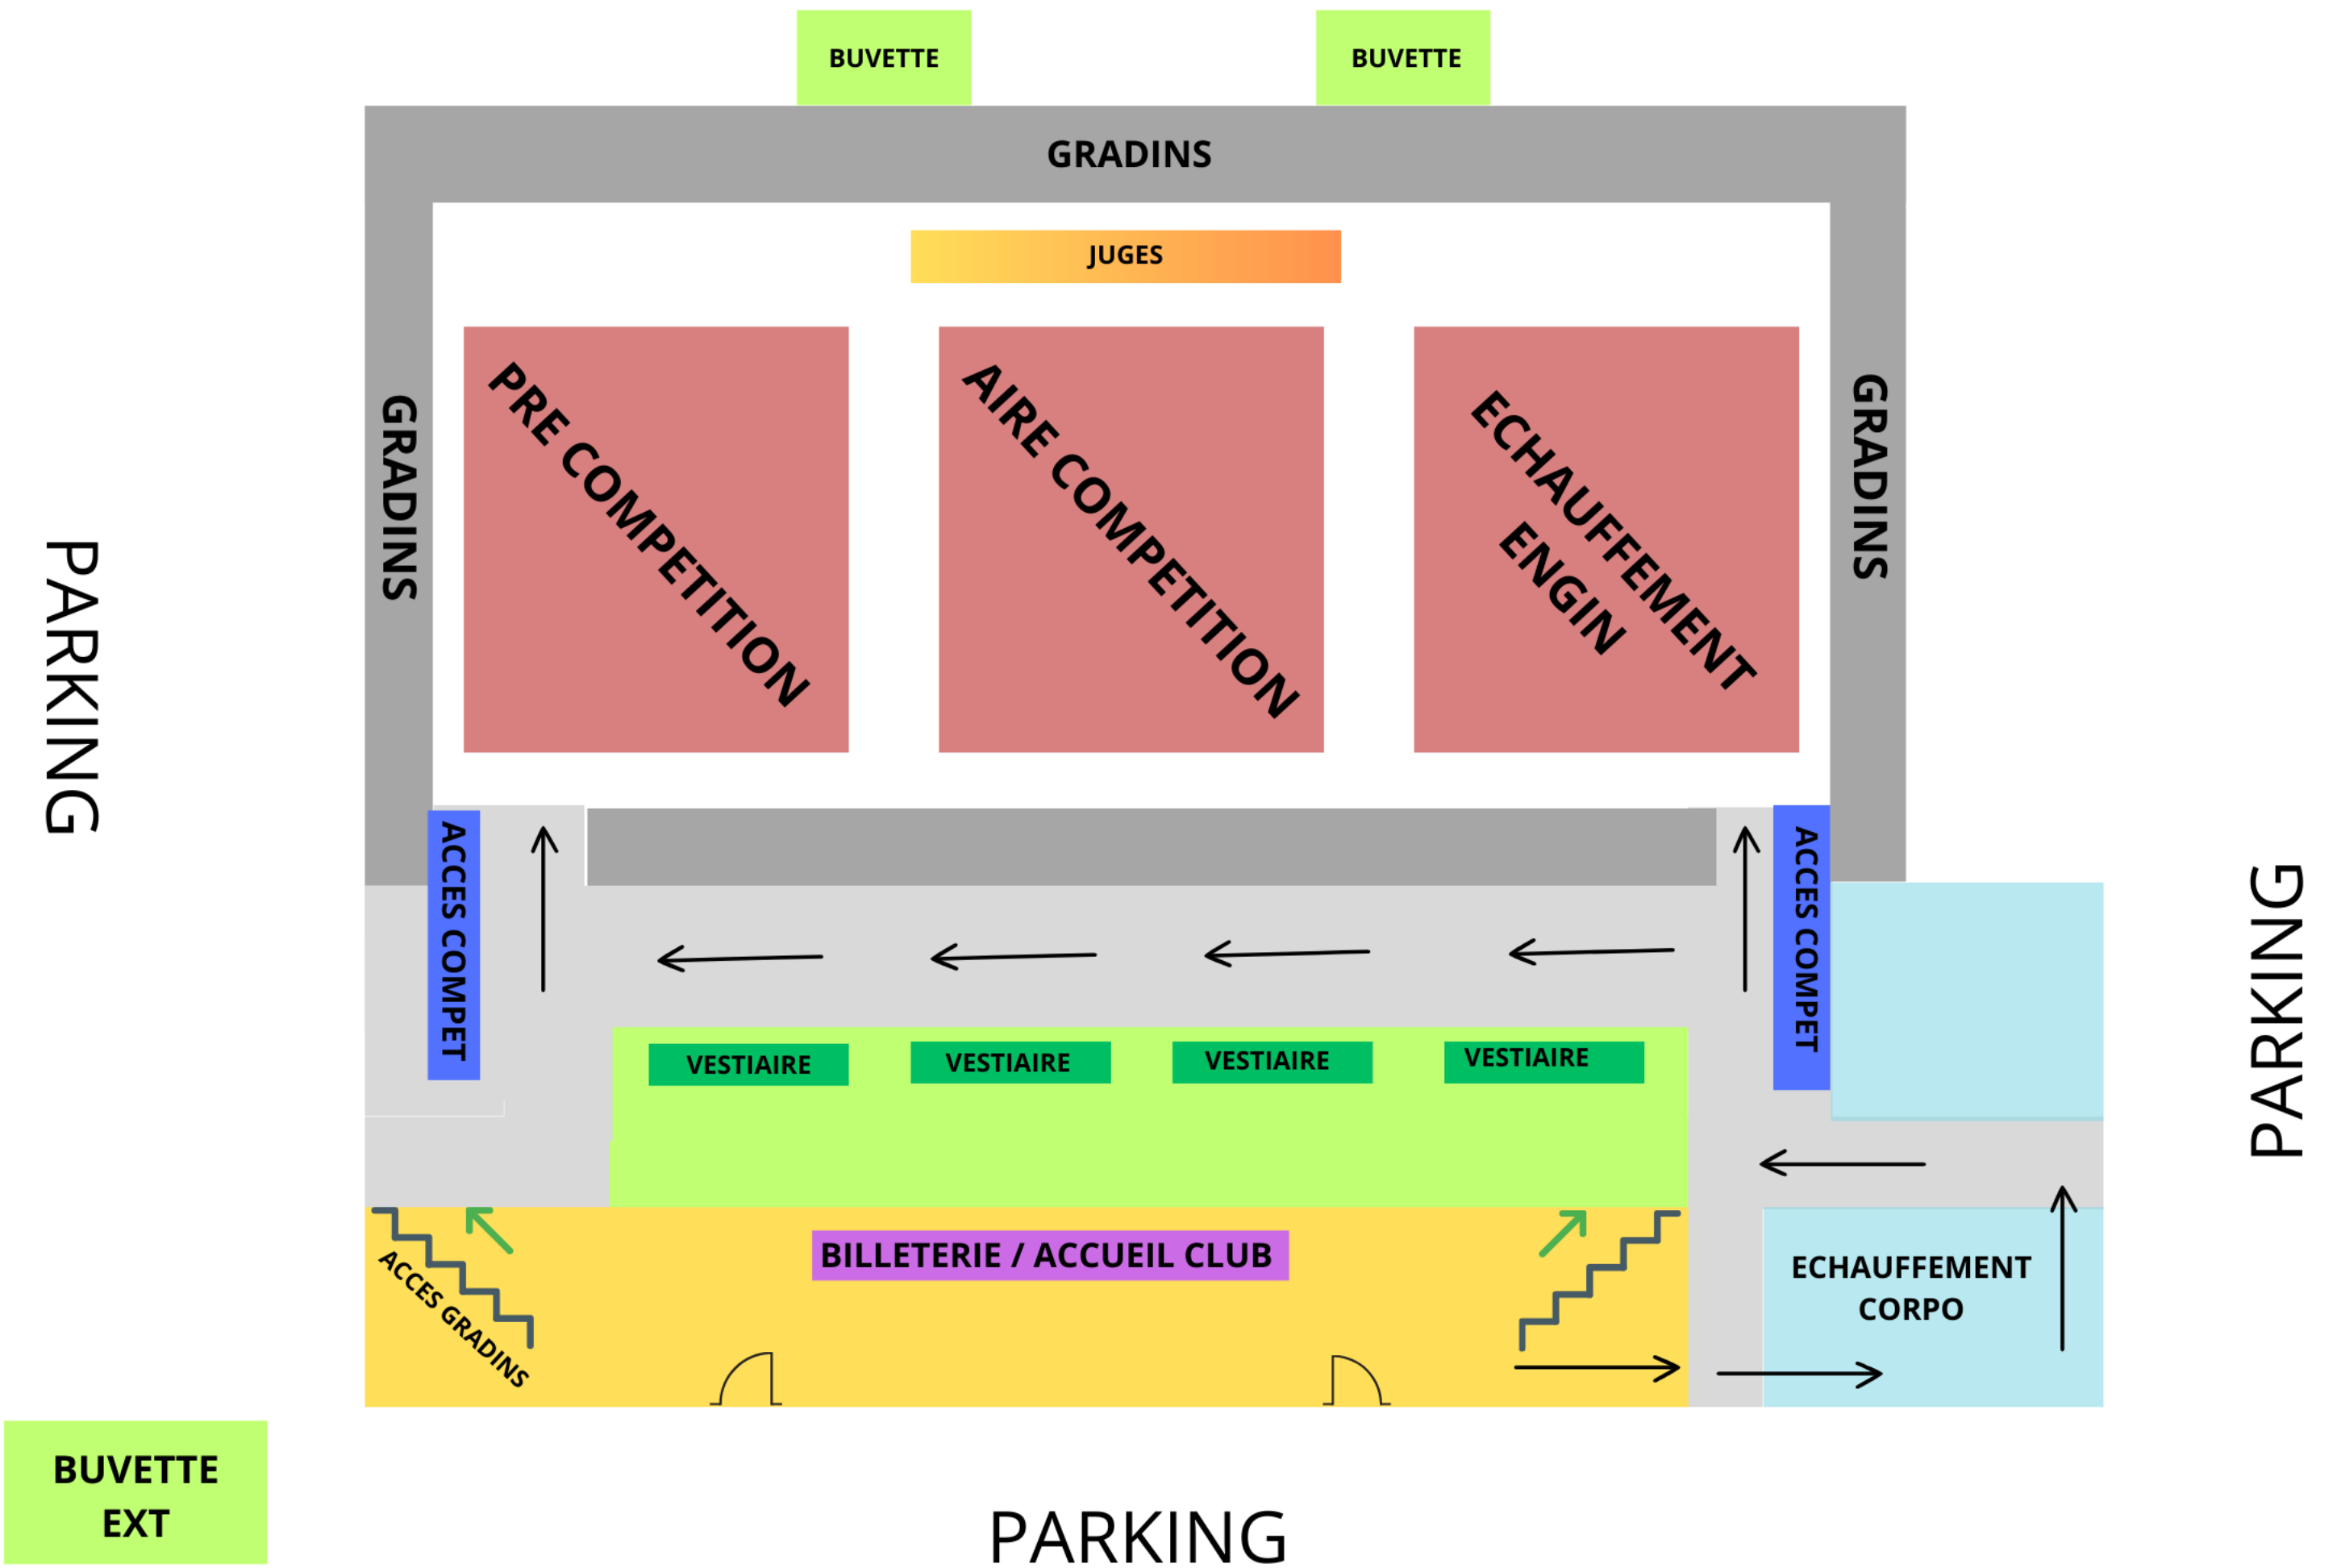 BUVETTE
BUVETTE
GRADINS
JUGES
GRADINS
PRE COMPETITION
AIRE COMPETITION
ECHAUFFEMENT
ENGIN
GRADINS
PARKING
PARKING
ACCES COMPET
ACCES COMPET
VESTIAIRE
VESTIAIRE
VESTIAIRE
VESTIAIRE
BILLETERIE / ACCUEIL CLUB
ACCES GRADINS
ECHAUFFEMENT
CORPO
BUVETTE
EXT
PARKING